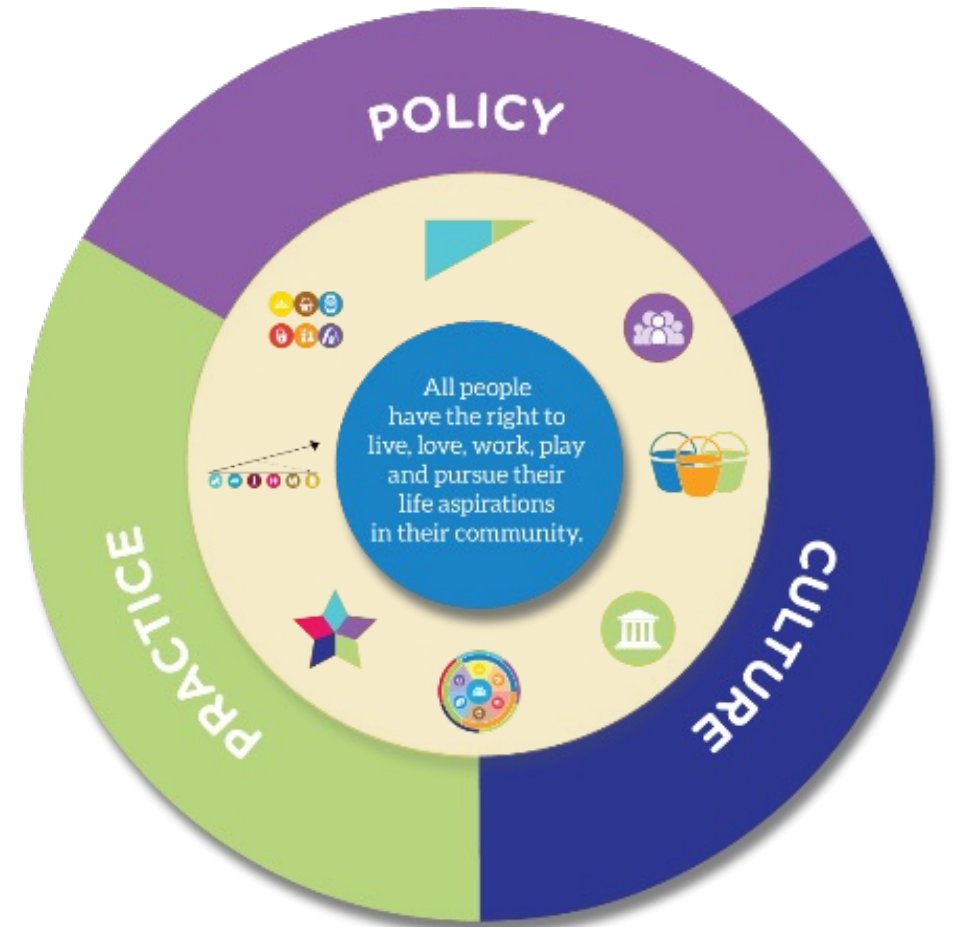 POLICY
All people
have the right to
live, love, work, play
and pursue their
life aspirations
in their community.
PRACTICE
CULTURE